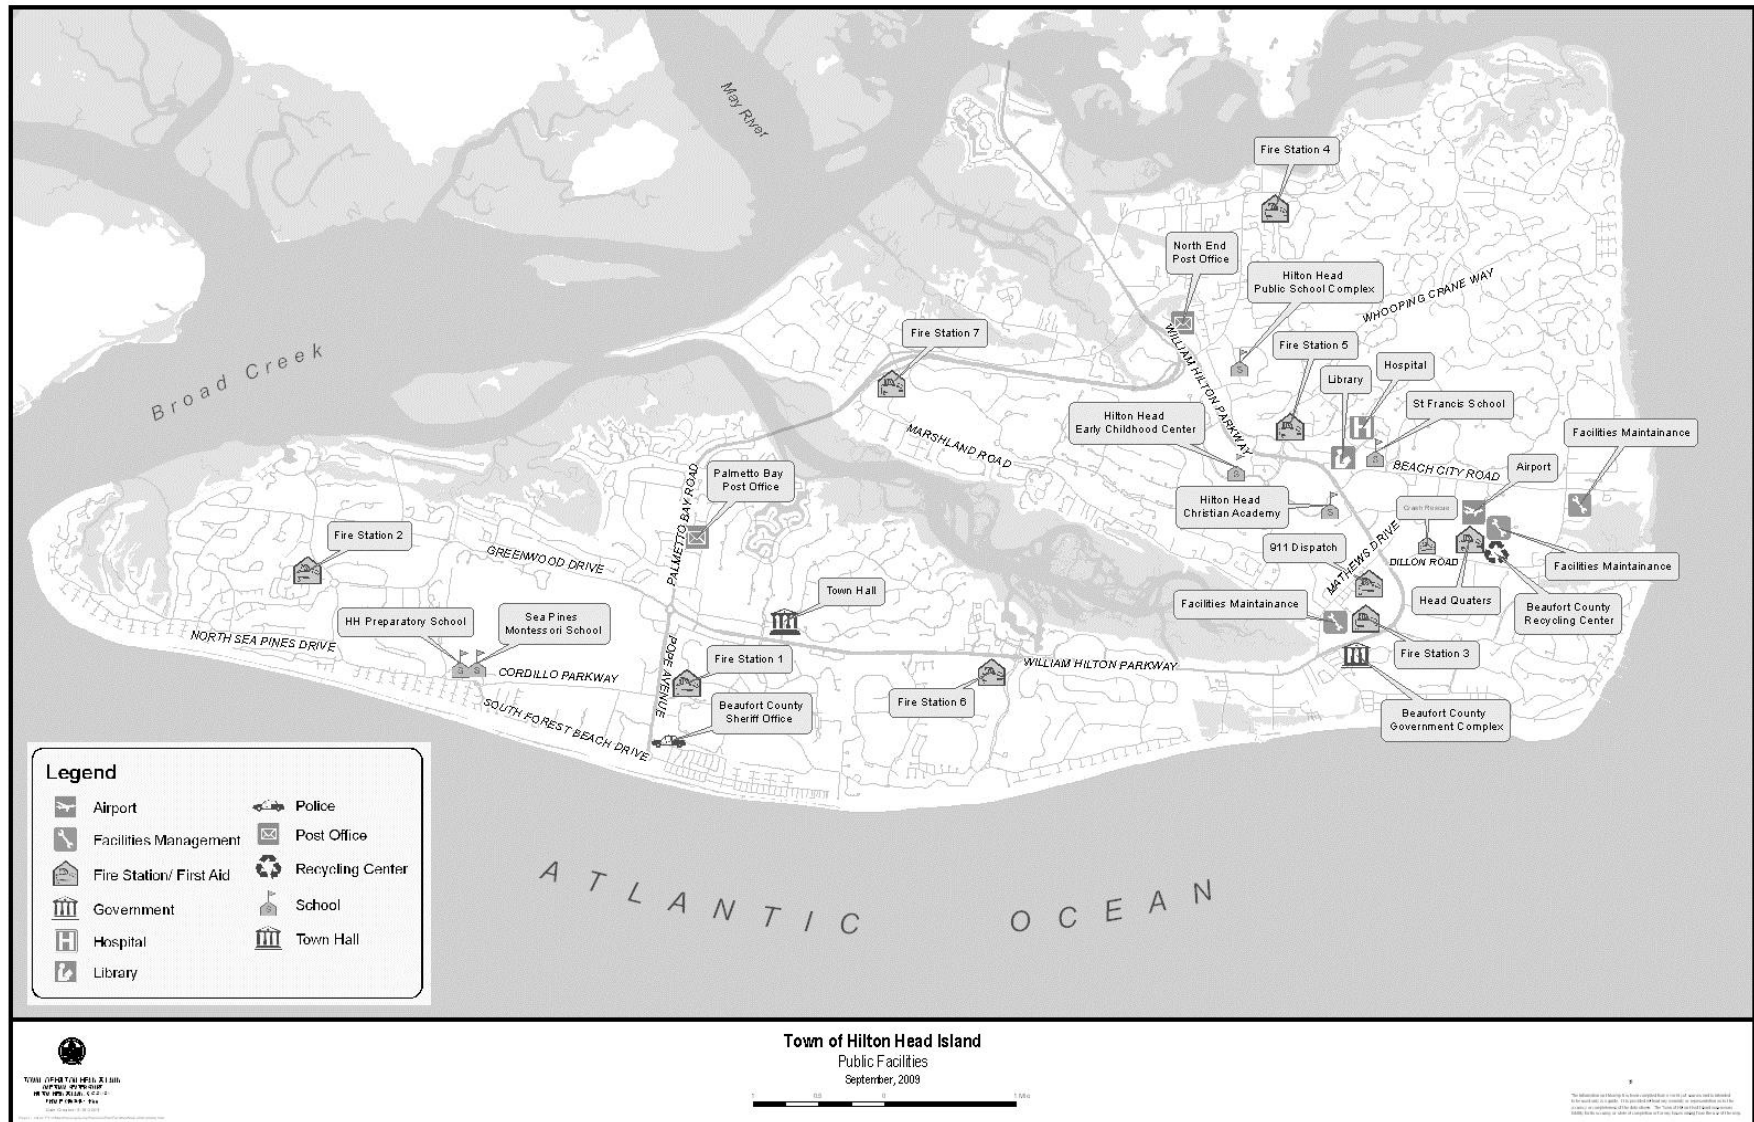 May River
Broad Creek
Fire Station 4
North End
Post Office
Hilton Head
Public School Complex
WHOOPING CRANE WAY
Fire Station 7
WILLIAM HILTON PARKWAY
Fire Station 5
Library
Hospital
St Francis School
Hilton Head
Early Childhood Center
Facilities Maintainance
MARSHLAND ROAD
BEACH CITY ROAD
Airport
Palmetto Bay
Post Office
PALMETTO BAY ROAD
Hilton Head
Christian Academy
Crash Rescue
Fire Station 2
GREENWOOD DRIVE
911 Dispatch
MATHEWS DRIVE
DILLON ROAD
Facilities Maintainance
Town Hall
Facilities Maintainance
Head Quaters
Beaufort County
Recycling Center
HH Preparatory School
Sea Pines
Montessori School
NORTH SEA PINES DRIVE
CORDILLO PARKWAY
POPE AVENUE
Fire Station 1
WILLIAM HILTON PARKWAY
Fire Station 3
Fire Station 6
Beaufort County
Sheriff Office
SOUTH FOREST BEACH DRIVE
Beaufort County
Government Complex
Legend
Airport
Facilities Management
Fire Station/ First Aid
Government
Hospital
Library
Police
Post Office
Recycling Center
School
Town Hall
ATLANTIC OCEAN
Town of Hilton Head Island
Public Facilities
September, 2009
1 0.5 0 1 Mile